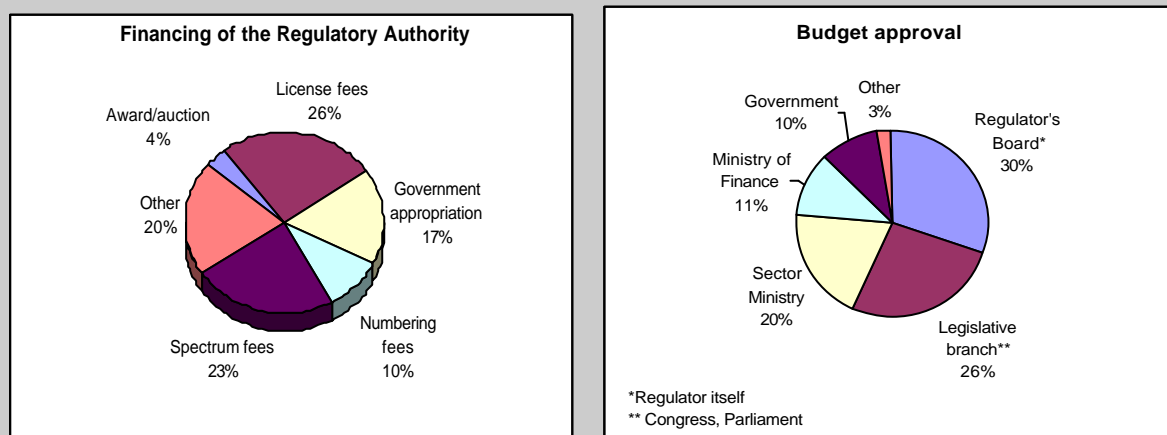 Financing of the Regulatory Authority
License fees
26%
Award/auction
4%
Government
appropriation
17%
Other
20%
Numbering
fees
10%
Spectrum fees
23%
Budget approval
Other
3%
Government
10%
Regulator's
Board*
30%
Ministry of
Finance
11%
Sector
Ministry
20%
Legislative
branch**
26%
*Regulator itself
** Congress, Parliament